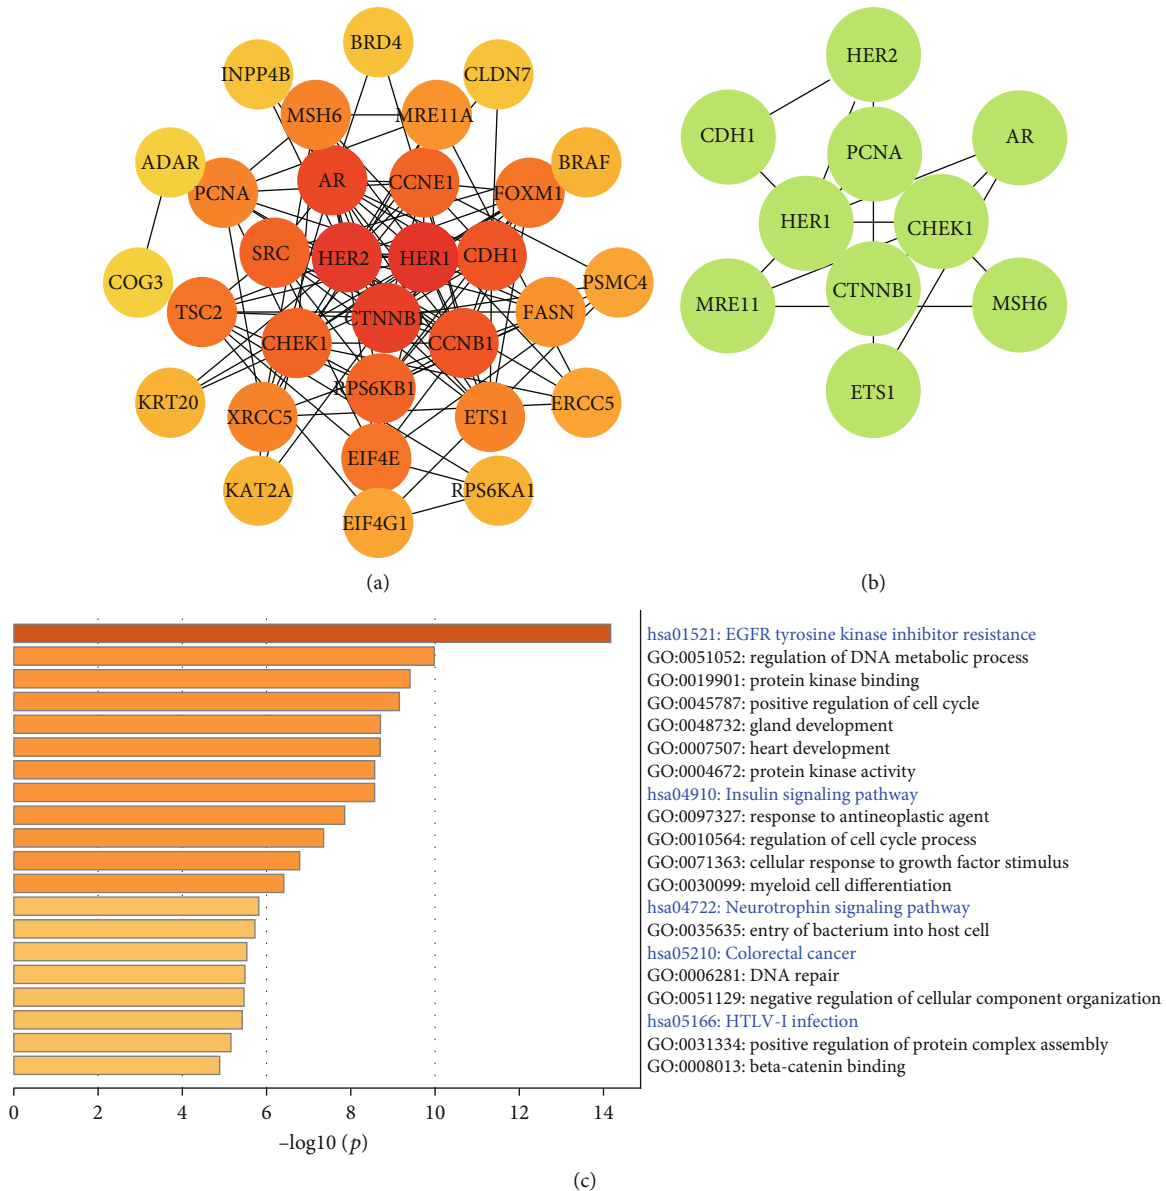 BRD4
INPP4B
CLDN7
MSH6
MRE11A
ADAR
PCNA
AR
CCNE1
FOXM1
BRAF
SRC
HER2
HER1
CDH1
COG3
TSC2
CTNNB1
FASN
PSMC4
CHEK1
CCNB1
KRT20
XRCC5
RPS6KB1
ETS1
ERCC5
EIF4E
KAT2A
EIF4G1
RPS6KA1
(a)
HER2
CDH1
PCNA
AR
HER1
CHEK1
MRE11
CTNNB1
MSH6
ETS1
(b)
hsa01521: EGFR tyrosine kinase inhibitor resistance
GO:0051052: regulation of DNA metabolic process
GO:0019901: protein kinase binding
GO:0045787: positive regulation of cell cycle
GO:0048732: gland development
GO:0007507: heart development
GO:0004672: protein kinase activity
hsa04910: Insulin signaling pathway
GO:0097327: response to antineoplastic agent
GO:0010564: regulation of cell cycle process
GO:0071363: cellular response to growth factor stimulus
GO:0030099: myeloid cell differentiation
hsa04722: Neurotrophin signaling pathway
GO:0035635: entry of bacterium into host cell
hsa05210: Colorectal cancer
GO:0006281: DNA repair
GO:0051129: negative regulation of cellular component organization
hsa05166: HTLV-I infection
GO:0031334: positive regulation of protein complex assembly
GO:0008013: beta-catenin binding
0 2 4 6 8 10 12 14
–log10 (p)
(c)